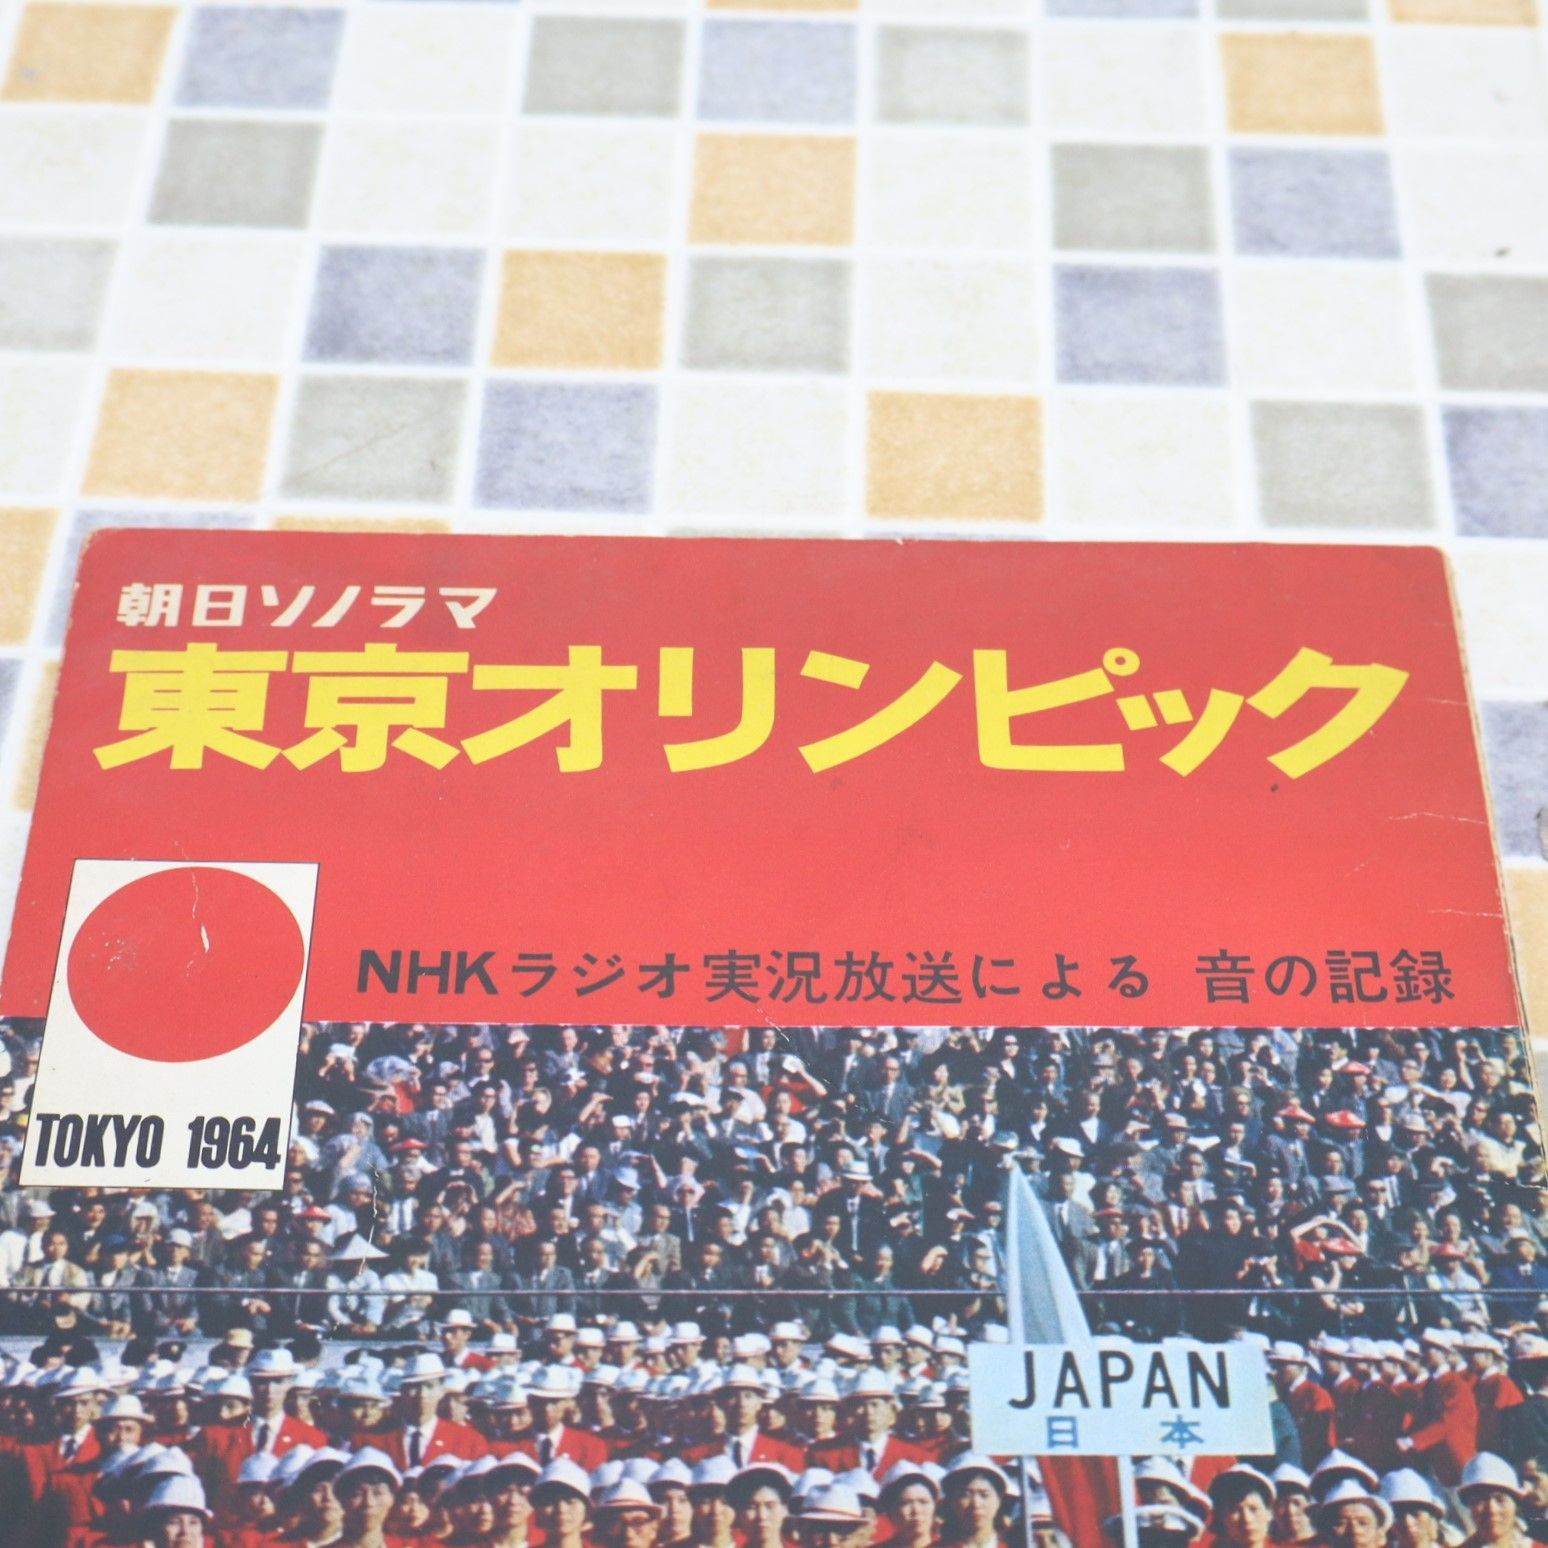 朝日ソノラマ
東京オリンピック
NHKラジオ実況放送による 音の記録
TOKYO 1964
JAPAN
日本